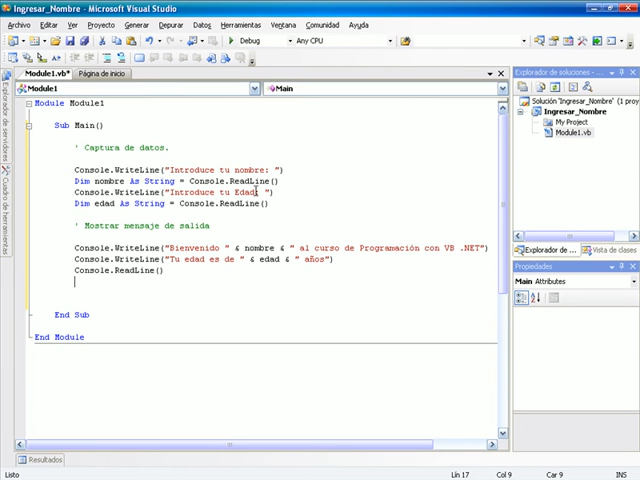 Ingresar_Nombre - Microsoft Visual Studio
Archivo Editar Ver Proyecto Generar Depurar Datos Herramientas Ventana Comunidad Ayuda
Debug Any CPU
Module1.vb* Página de inicio
Module1 Main
Module Module1
Sub Main()
' Captura de datos.
Console.WriteLine("Introduce tu nombre: ")
Dim nombre As String = Console.ReadLine()
Console.WriteLine("Introduce tu Edad: ")
Dim edad As String = Console.ReadLine()
' Mostrar mensaje de salida
Console.WriteLine("Bienvenido " & nombre & " al curso de Programación con VB .NET")
Console.WriteLine("Tu edad es de " & edad & " años")
Console.ReadLine()
End Sub
End Module
Explorador de servidores
Cuadro de herramientas
Explorador de soluciones -
Solución "Ingresar_Nombre" (1 proy
Ingresar_Nombre
My Project
Module1.vb
Explorador de... Vista de clases
Propiedades
Main Attributes
Resultados
Listo Lín 17 Col 9 Car 9 INS